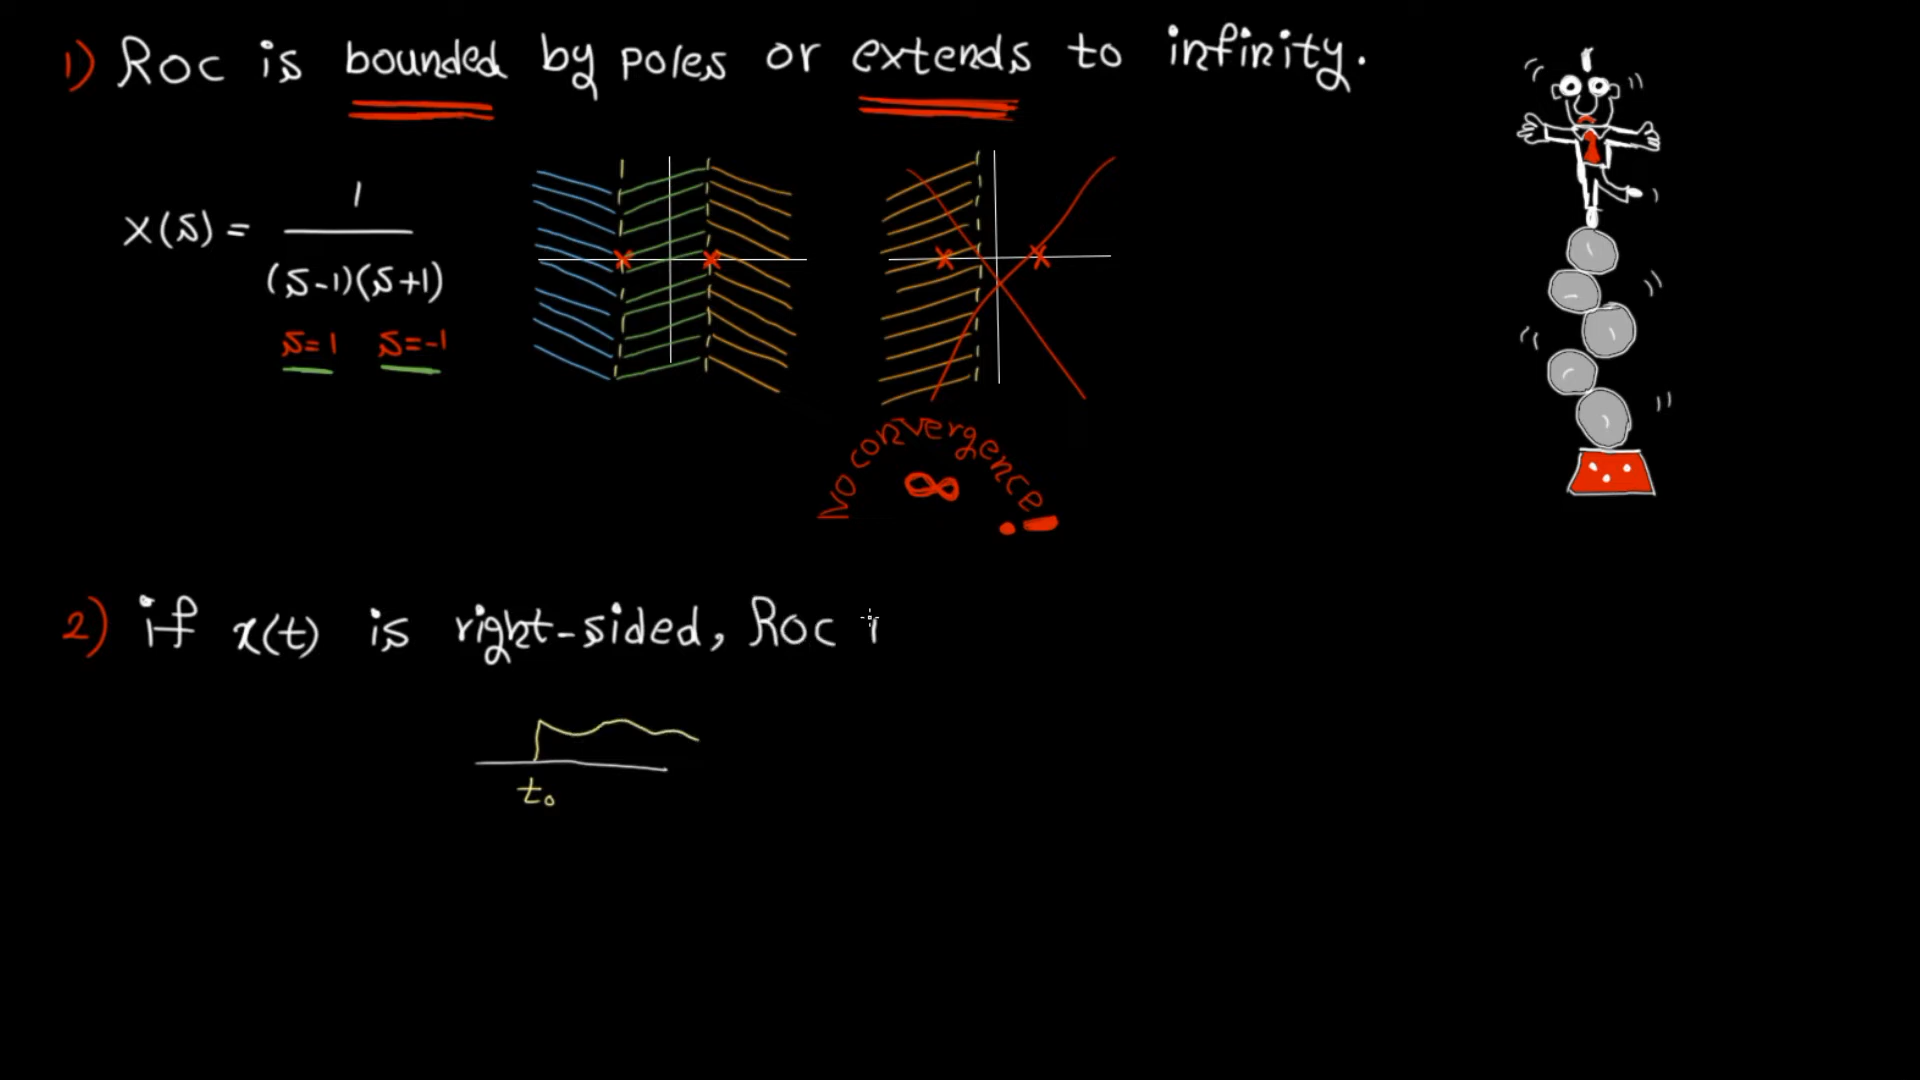 1) Roc is bounded by poles or extends to infinity.
X(s) = 1 / (s-1)(s+1)
s=1 s=-1
No convergence!
∞
2) if x(t) is right-sided, Roc i
to